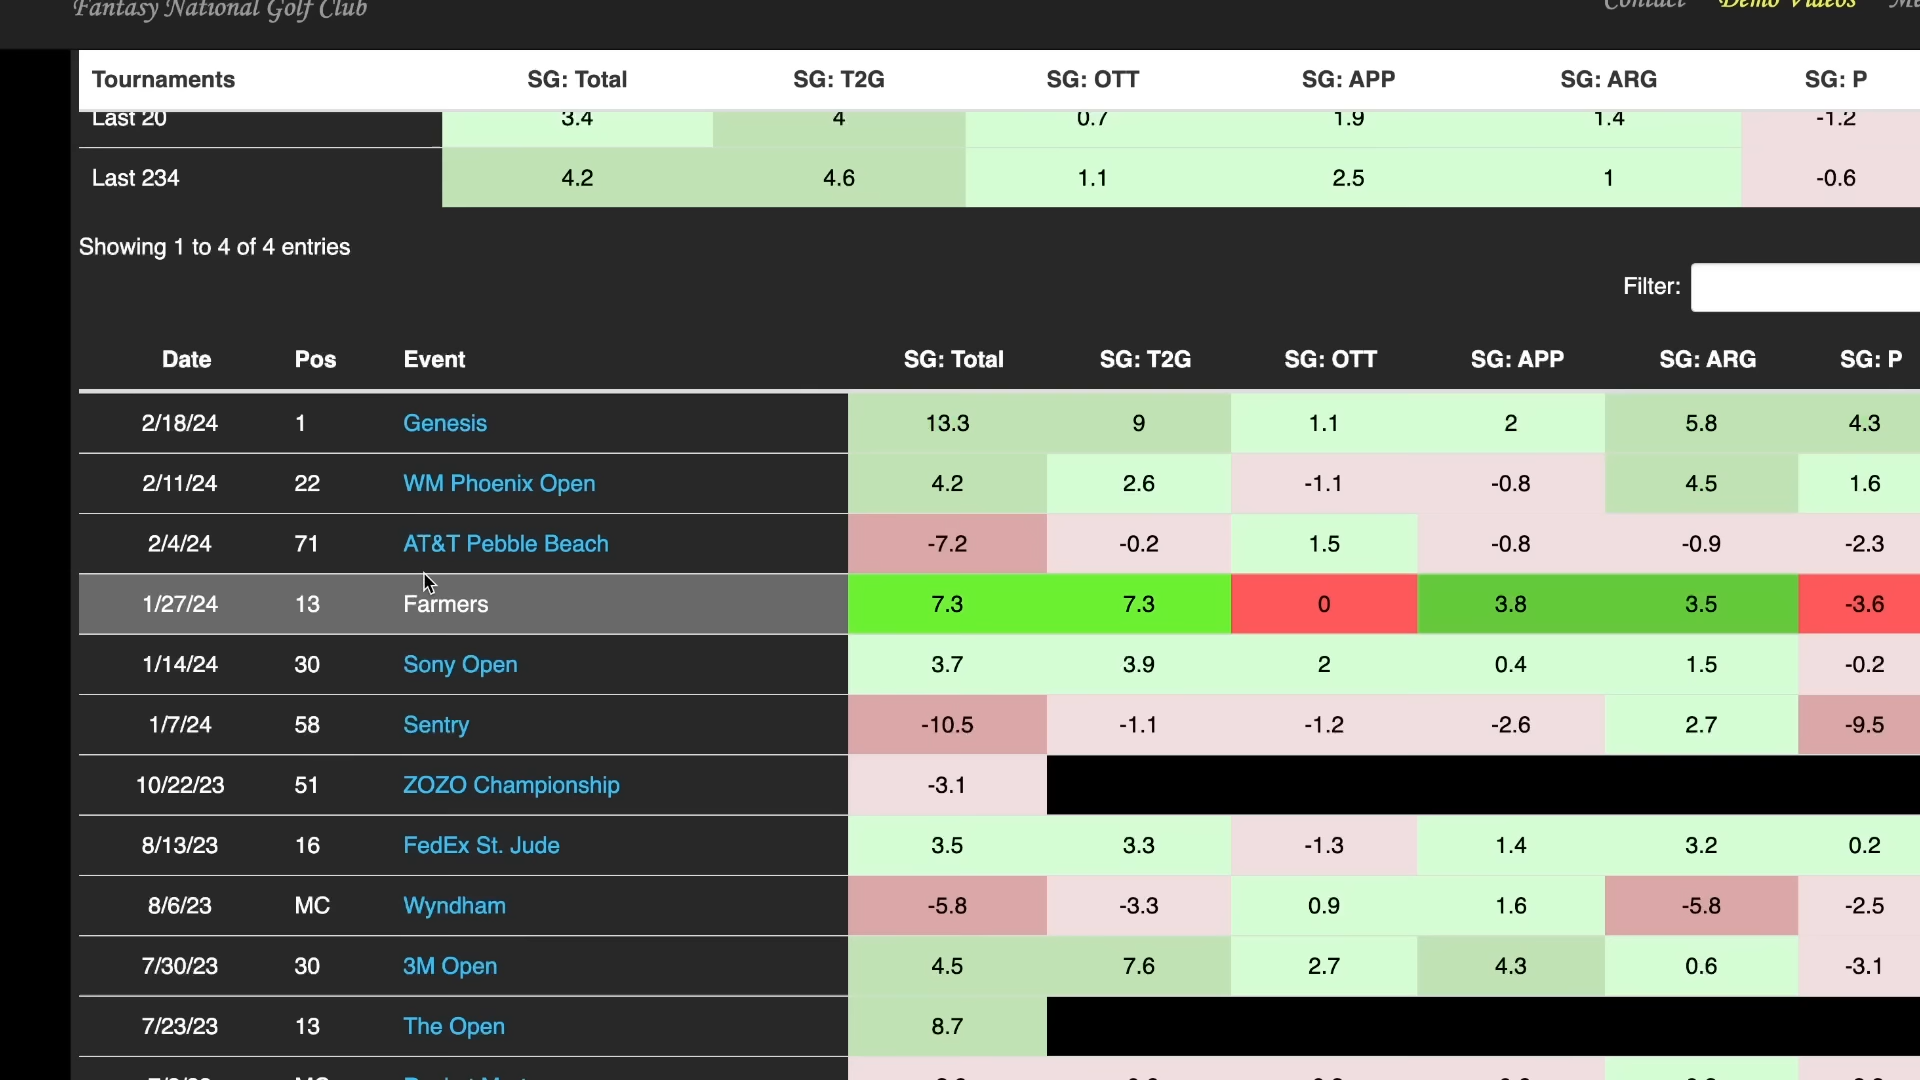 Fantasy National Golf Club Contact Demo Videos
Tournaments SG: Total SG: T2G SG: OTT SG: APP SG: ARG SG: P
Last 20 3.4 4 0.7 1.9 1.4 -1.2
Last 234 4.2 4.6 1.1 2.5 1 -0.6
Showing 1 to 4 of 4 entries
Filter:
Date Pos Event SG: Total SG: T2G SG: OTT SG: APP SG: ARG SG: P
2/18/24 1 Genesis 13.3 9 1.1 2 5.8 4.3
2/11/24 22 WM Phoenix Open 4.2 2.6 -1.1 -0.8 4.5 1.6
2/4/24 71 AT&T Pebble Beach -7.2 -0.2 1.5 -0.8 -0.9 -2.3
1/27/24 13 Farmers 7.3 7.3 0 3.8 3.5 -3.6
1/14/24 30 Sony Open 3.7 3.9 2 0.4 1.5 -0.2
1/7/24 58 Sentry -10.5 -1.1 -1.2 -2.6 2.7 -9.5
10/22/23 51 ZOZO Championship -3.1
8/13/23 16 FedEx St. Jude 3.5 3.3 -1.3 1.4 3.2 0.2
8/6/23 MC Wyndham -5.8 -3.3 0.9 1.6 -5.8 -2.5
7/30/23 30 3M Open 4.5 7.6 2.7 4.3 0.6 -3.1
7/23/23 13 The Open 8.7